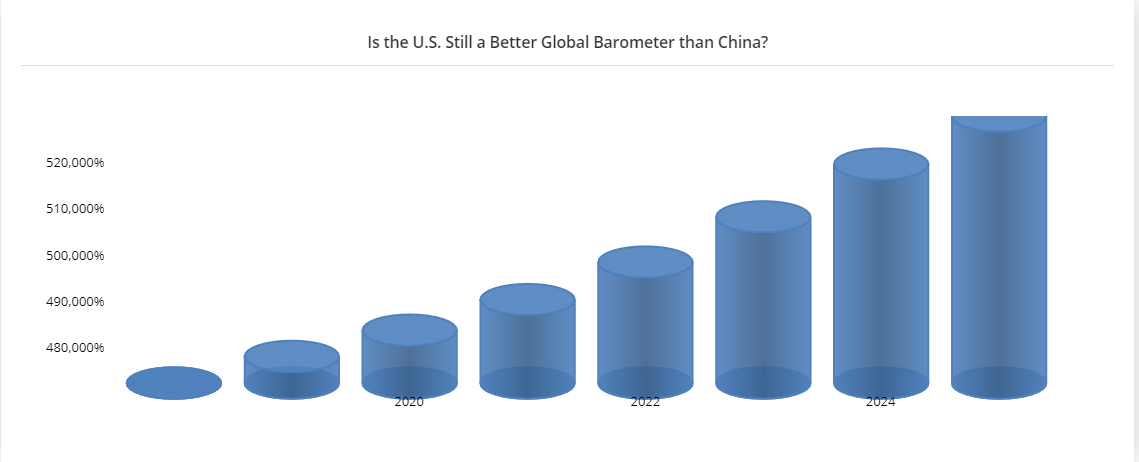 Is the U.S. Still a Better Global Barometer than China?
520,000%
510,000%
500,000%
490,000%
480,000%
2020 2022 2024